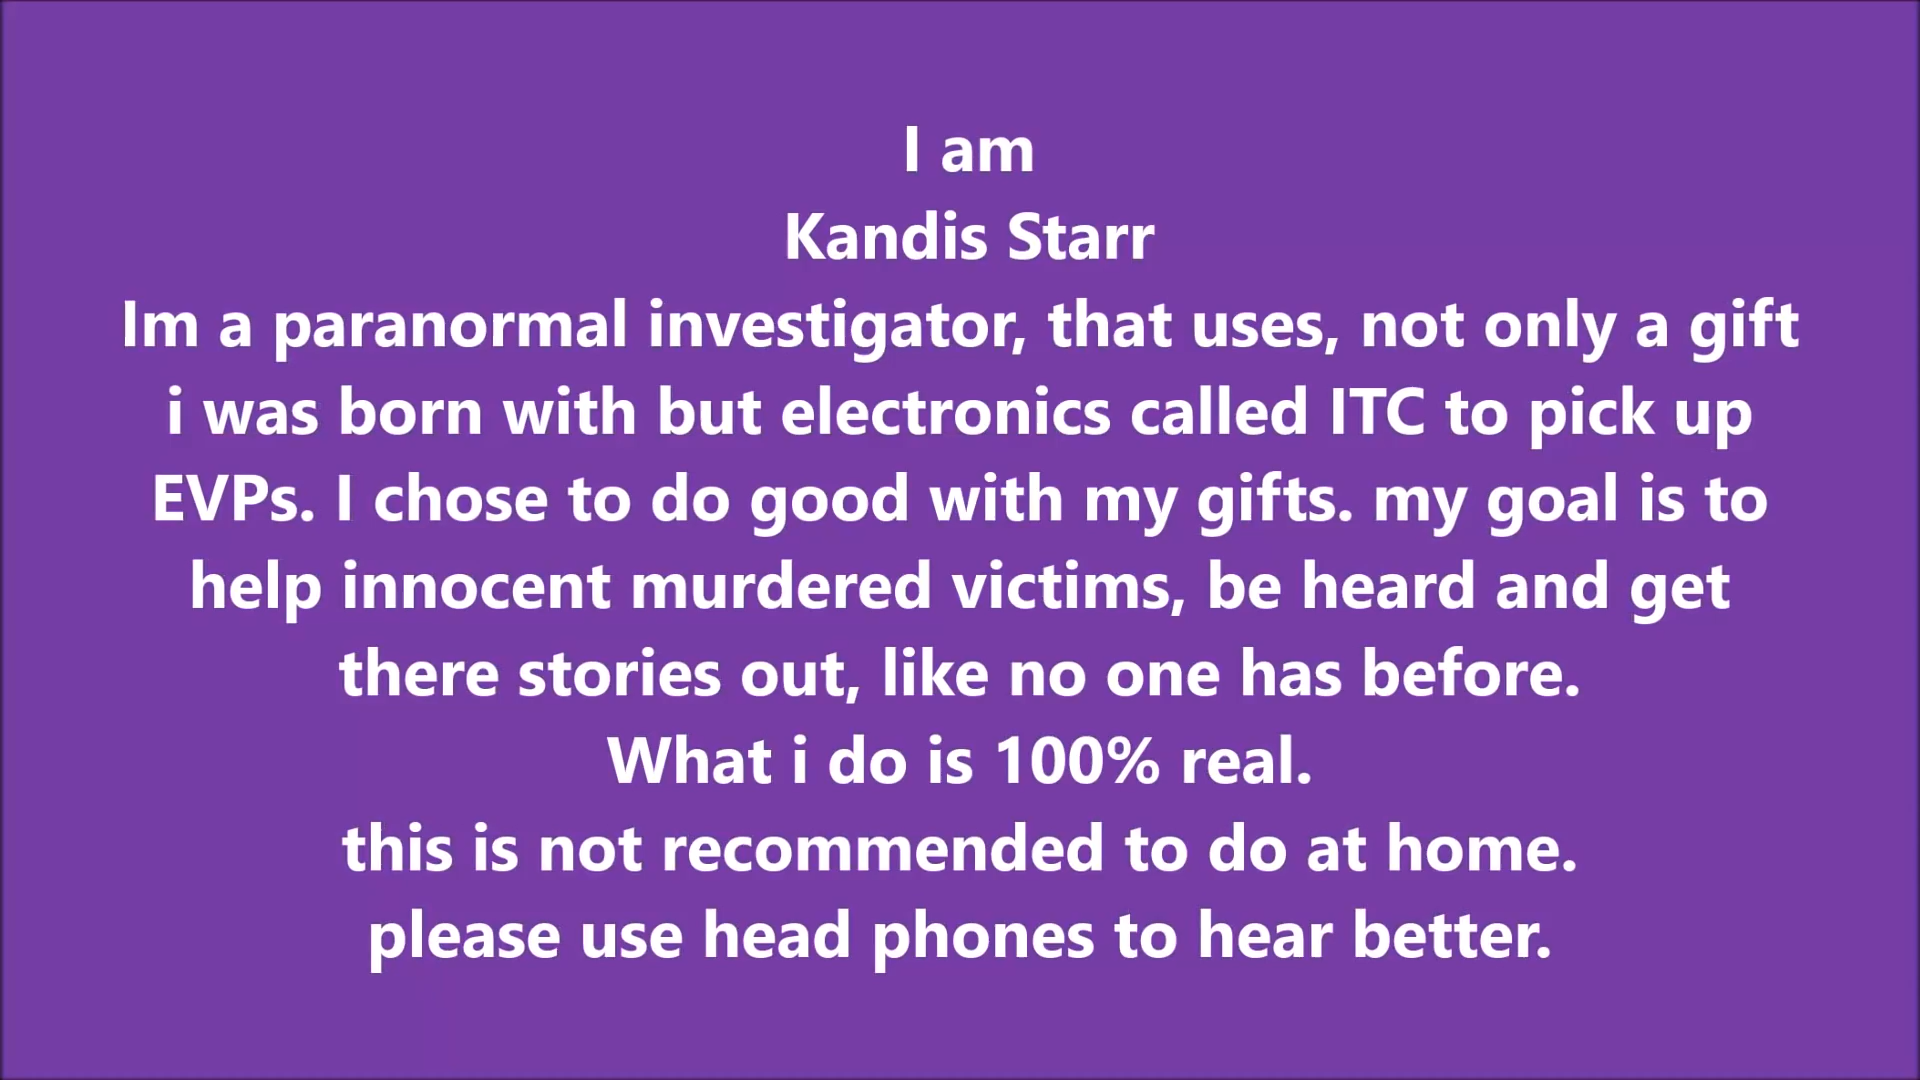 I am
Kandis Starr
Im a paranormal investigator, that uses, not only a gift
i was born with but electronics called ITC to pick up
EVPs. I chose to do good with my gifts. my goal is to
help innocent murdered victims, be heard and get
there stories out, like no one has before.
What i do is 100% real.
this is not recommended to do at home.
please use head phones to hear better.